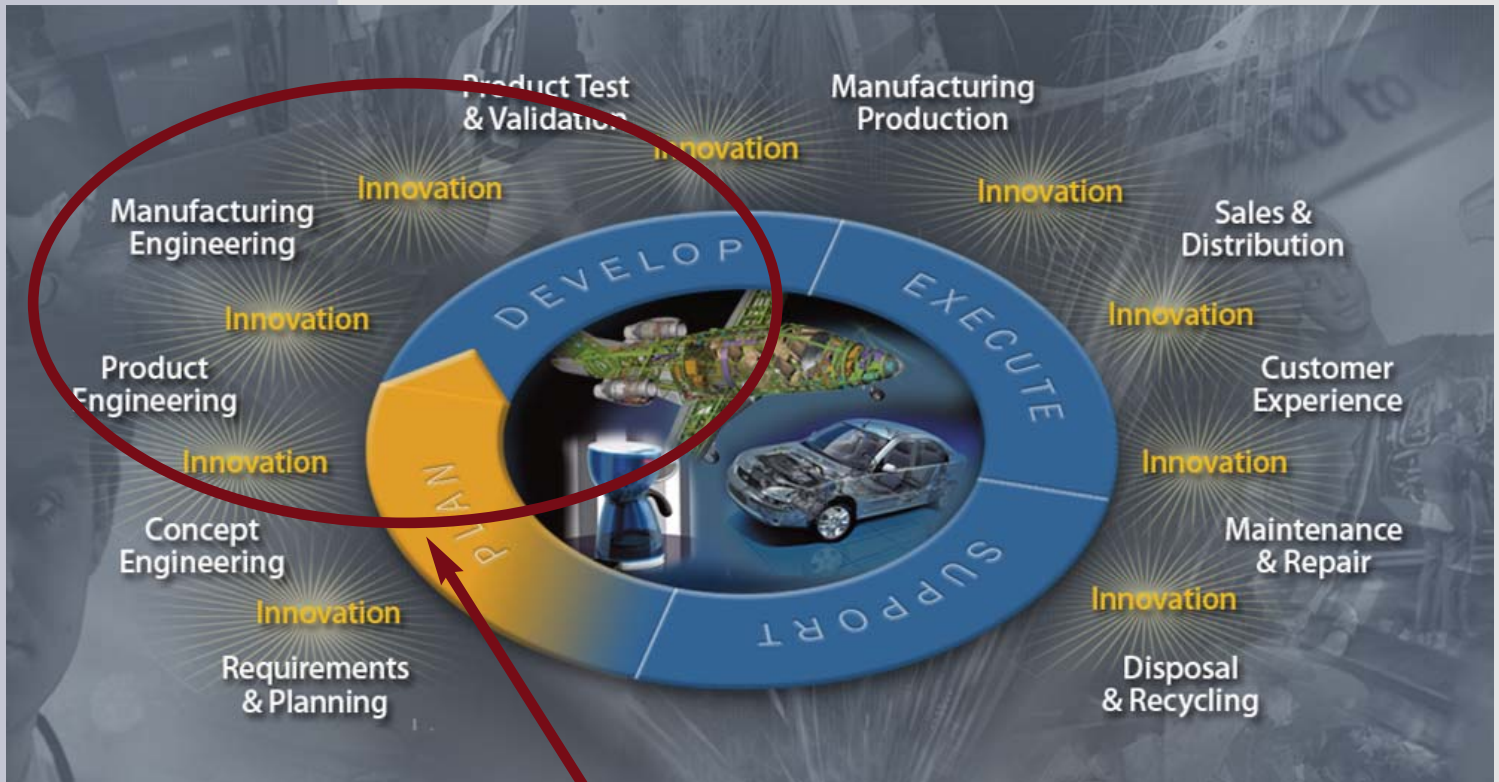 Product Test
& Validation
Manufacturing
Production
Innovation
Innovation
Innovation
Manufacturing
Engineering
Sales &
Distribution
DEVELOP
EXECUTE
Innovation
Innovation
Product
Engineering
Customer
Experience
Innovation
Innovation
PLAN
SUPPORT
Concept
Engineering
Maintenance
& Repair
Innovation
Innovation
Requirements
& Planning
Disposal
& Recycling